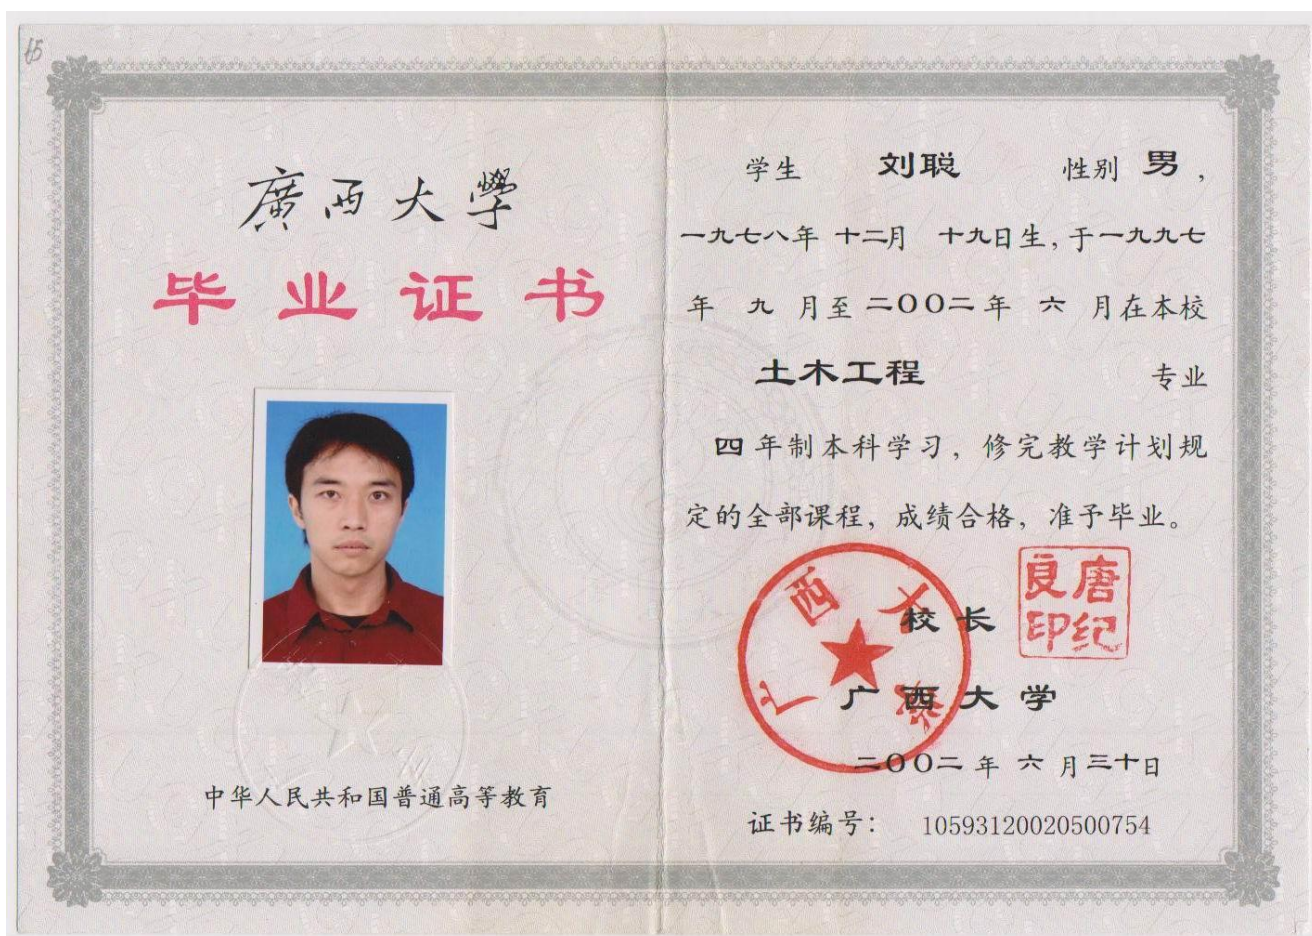 45
廣西大學
毕业证书
中华人民共和国普通高等教育
学生 刘聪 性别 男,
一九七八年 十二月 十九日生,于一九九七
年 九 月至 二〇〇二年 六 月在本校
土木工程 专业
四 年制本科学习, 修完教学计划规
定的全部课程, 成绩合格, 准予毕业。
校长
唐纪良印
广西大学
广西大学
二〇〇二 年 六 月三十日
证书编号: 105931200205000754